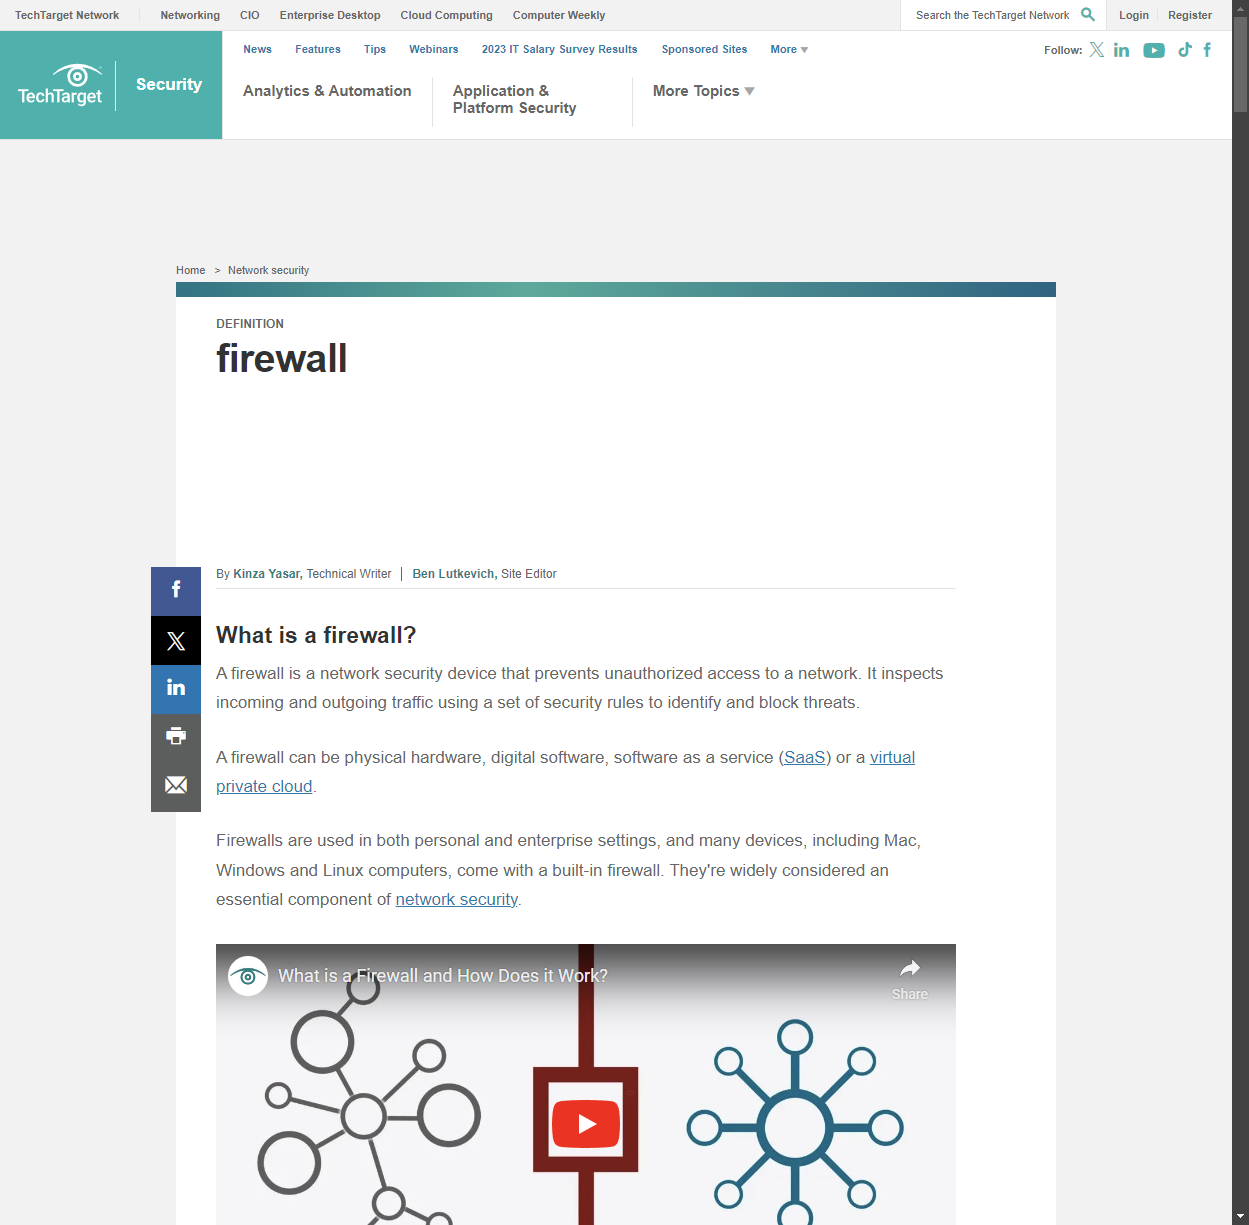 TechTarget Network
Networking CIO Enterprise Desktop Cloud Computing Computer Weekly
Search the TechTarget Network
Login Register
TechTarget
Security
News Features Tips Webinars 2023 IT Salary Survey Results Sponsored Sites More
Follow:
Analytics & Automation
Application &
Platform Security
More Topics
Home > Network security
DEFINITION
firewall
By Kinza Yasar, Technical Writer | Ben Lutkevich, Site Editor
What is a firewall?
A firewall is a network security device that prevents unauthorized access to a network. It inspects
incoming and outgoing traffic using a set of security rules to identify and block threats.
A firewall can be physical hardware, digital software, software as a service (SaaS) or a virtual
private cloud.
Firewalls are used in both personal and enterprise settings, and many devices, including Mac,
Windows and Linux computers, come with a built-in firewall. They're widely considered an
essential component of network security.
What is a Firewall and How Does it Work?
Share